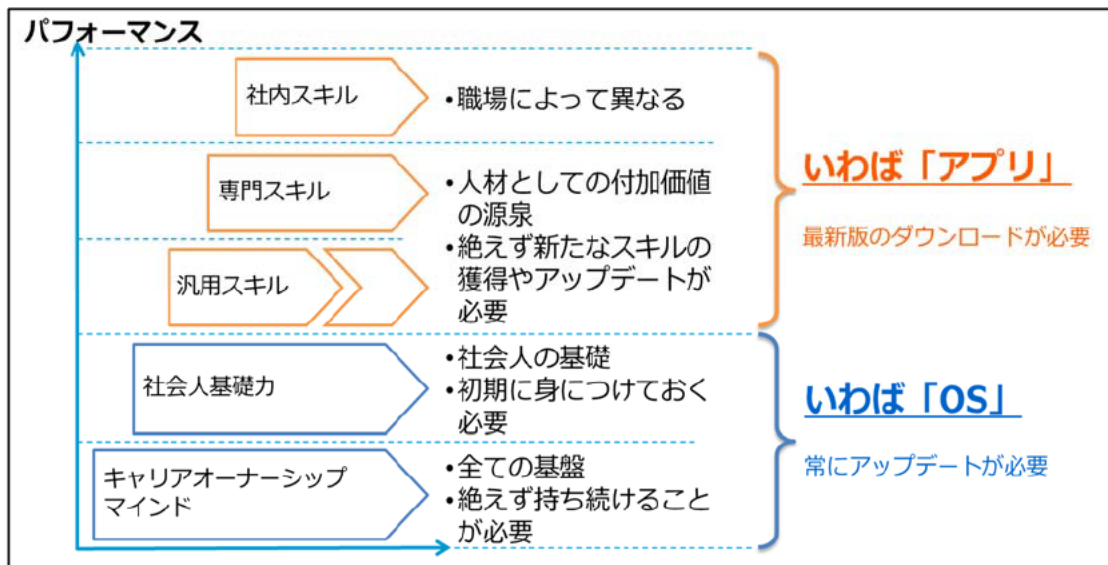 パフォーマンス
社内スキル
・職場によって異なる
専門スキル
・人材としての付加価値
の源泉
・絶えず新たなスキルの
獲得やアップデートが
必要
汎用スキル
いわば「アプリ」
最新版のダウンロードが必要
社会人基礎力
・社会人の基礎
・初期に身につけておく
必要
キャリアオーナーシップ
マインド
・全ての基盤
・絶えず持ち続けること
が必要
いわば「OS」
常にアップデートが必要